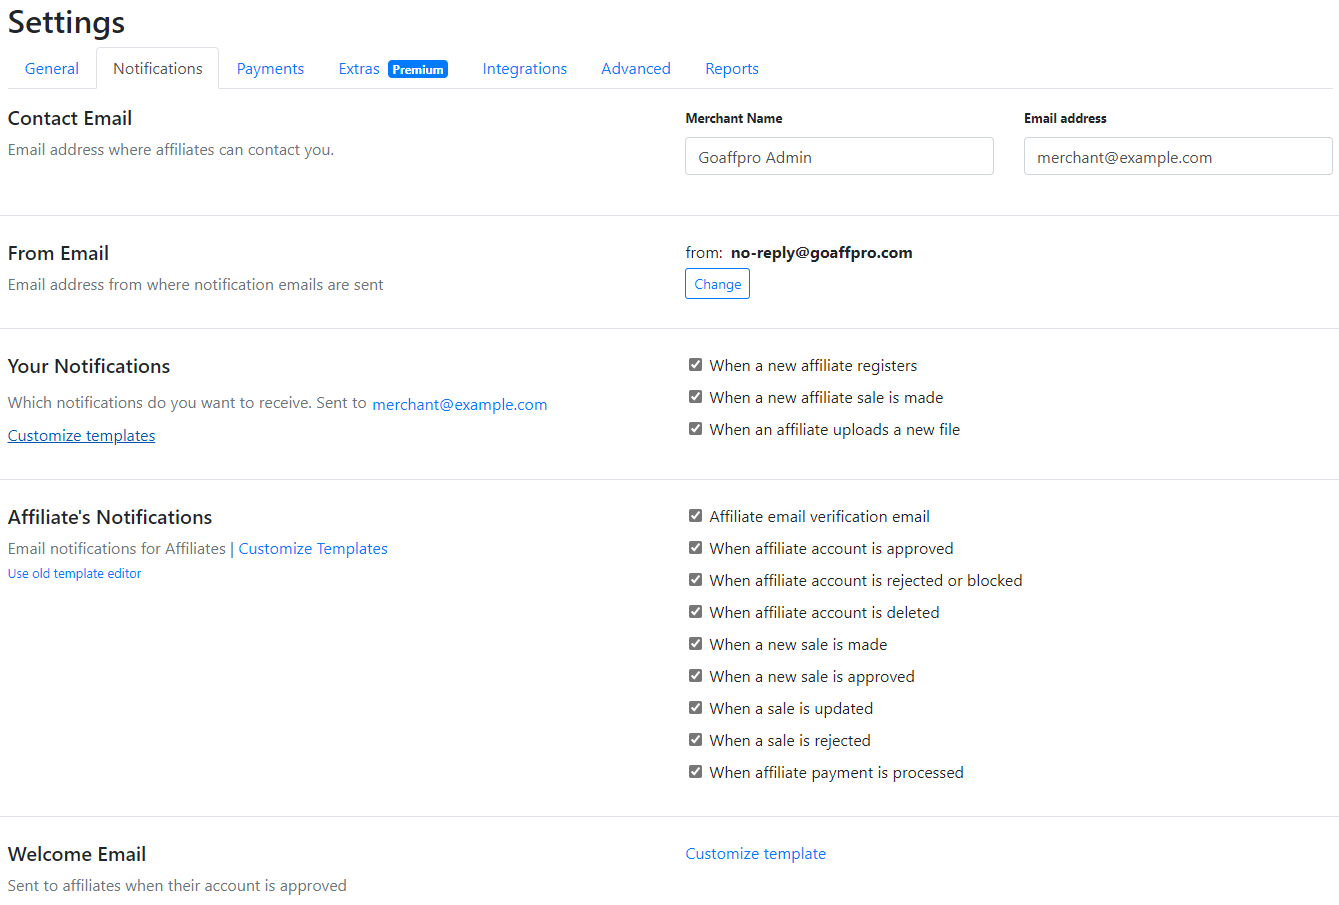 Settings
General Notifications Payments Extras Premium Integrations Advanced Reports
Contact Email
Email address where affiliates can contact you.
Merchant Name Email address
Goaffpro Admin merchant@example.com
From Email
Email address from where notification emails are sent
from: no-reply@goaffpro.com
Change
Your Notifications
Which notifications do you want to receive. Sent to merchant@example.com
Customize templates
When a new affiliate registers
When a new affiliate sale is made
When an affiliate uploads a new file
Affiliate's Notifications
Email notifications for Affiliates | Customize Templates
Use old template editor
Affiliate email verification email
When affiliate account is approved
When affiliate account is rejected or blocked
When affiliate account is deleted
When a new sale is made
When a new sale is approved
When a sale is updated
When a sale is rejected
When affiliate payment is processed
Welcome Email
Sent to affiliates when their account is approved
Customize template